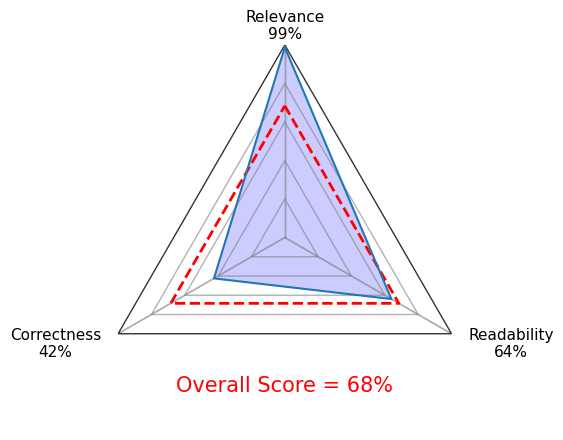 Relevance
99%
Correctness
42%
Readability
64%
Overall Score = 68%